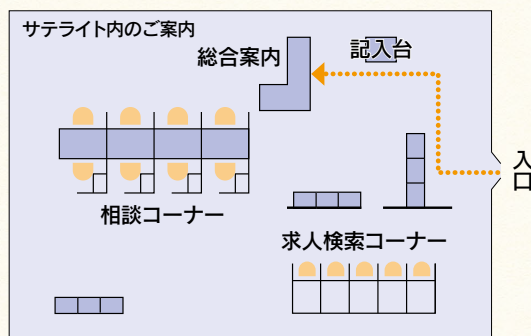 サテライト内のご案内
総合案内
記入台
入口
相談コーナー
求人検索コーナー